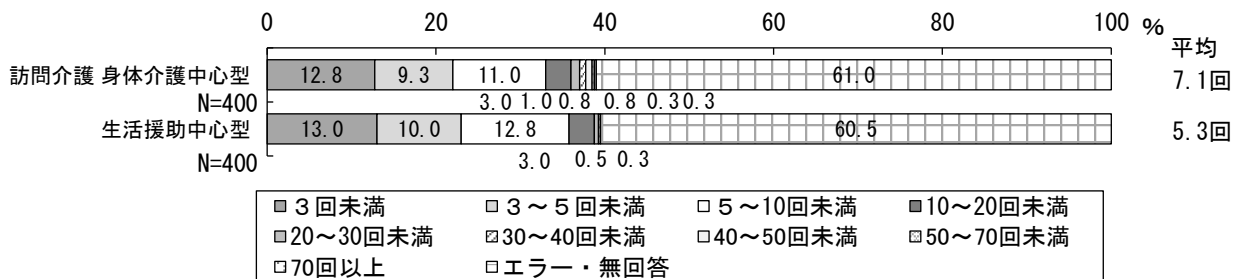 0 20 40 60 80 100 %
平均
訪問介護 身体介護中心型 12.8 9.3 11.0 61.0 7.1回
N=400 3.0 1.0 0.8 0.8 0.3 0.3
生活援助中心型 13.0 10.0 12.8 60.5 5.3回
N=400 3.0 0.5 0.3
３回未満 ３～５回未満 ５～10回未満 10～20回未満
20～30回未満 30～40回未満 40～50回未満 50～70回未満
70回以上 エラー・無回答